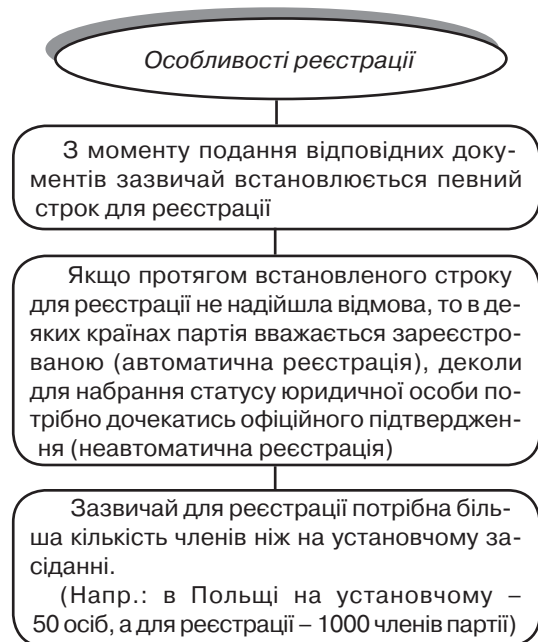 Особливості реєстрації
З моменту подання відповідних доку-
ментів зазвичай встановлюється певний
строк для реєстрації
Якщо протягом встановленого строку
для реєстрації не надійшла відмова, то в де-
яких країнах партія вважається зареєстро-
ваною (автоматична реєстрація), деколи
для набрання статусу юридичної особи по-
трібно дочекатись офіційного підтверджен-
ня (неавтоматична реєстрація)
Зазвичай для реєстрації потрібна біль-
ша кількість членів ніж на установчому за-
сіданні.
(Напр.: в Польщі на установчому –
50 осіб, а для реєстрації – 1000 членів партії)